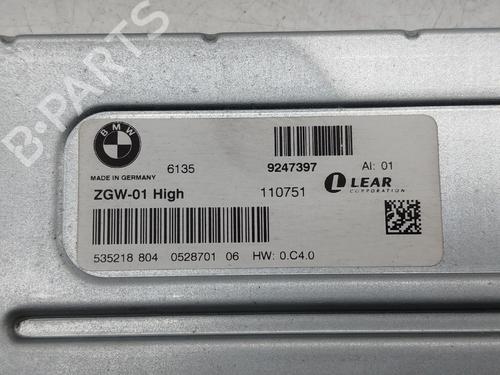 B-PARTS
BMW
MADE IN GERMANY
6135
9247397
AI: 01
ZGW-01 High
110751
LEAR
CORPORATION
535218 804 0528701 06 HW: 0.C4.0